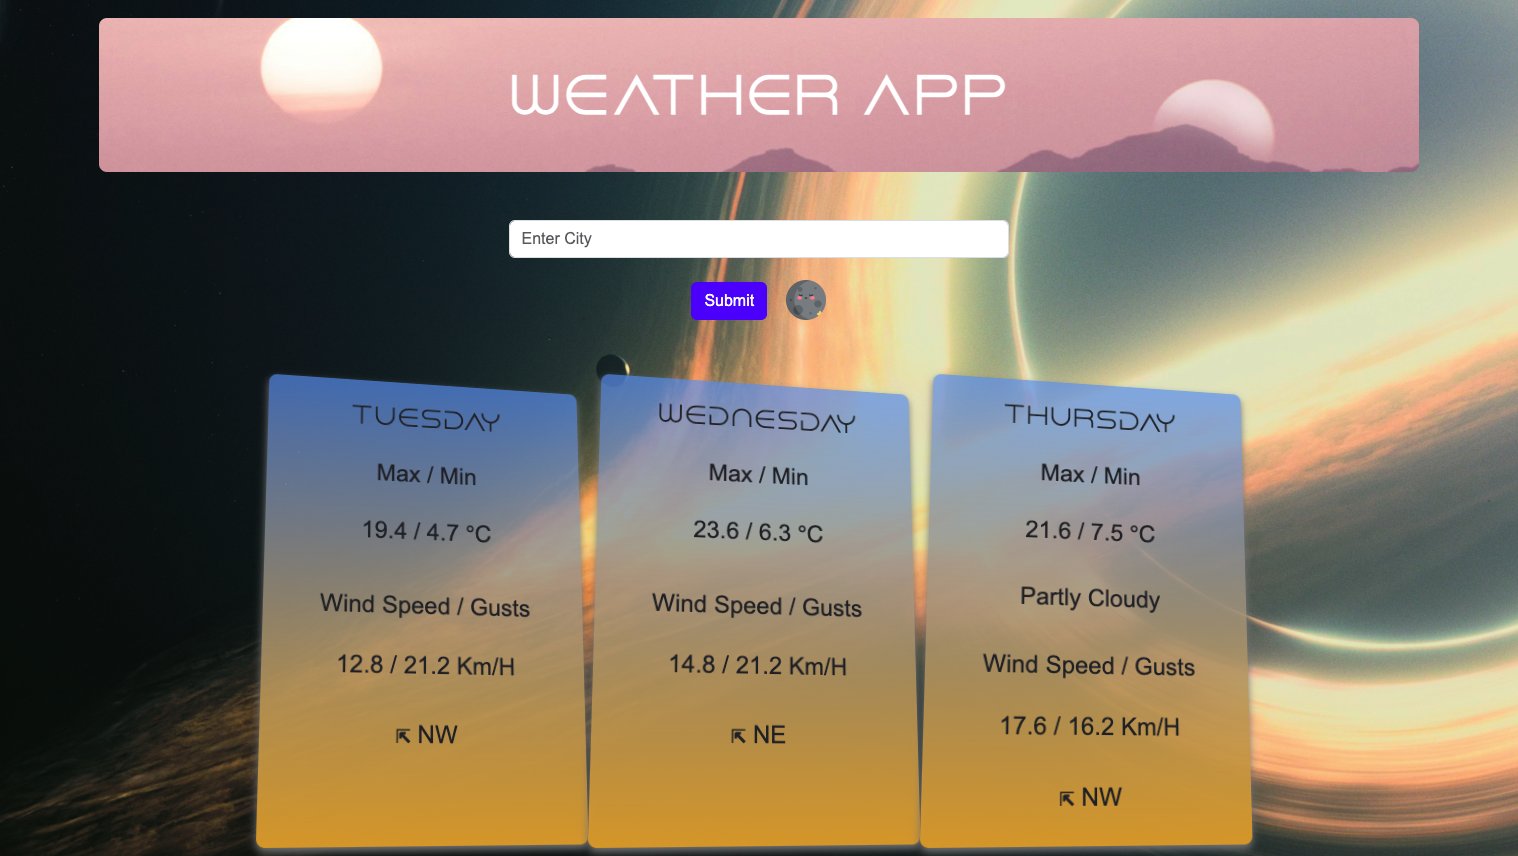 WEATHER APP
Enter City
Submit
TUESDAY
Max / Min
19.4 / 4.7 °C
Wind Speed / Gusts
12.8 / 21.2 Km/H
⇱ NW
WEDNESDAY
Max / Min
23.6 / 6.3 °C
Wind Speed / Gusts
14.8 / 21.2 Km/H
⇱ NE
THURSDAY
Max / Min
21.6 / 7.5 °C
Partly Cloudy
Wind Speed / Gusts
17.6 / 16.2 Km/H
⇱ NW